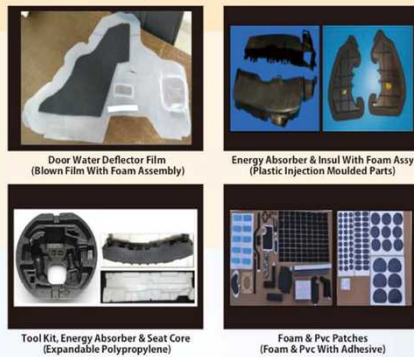 Door Water Deflector Film
(Blown Film With Foam Assembly)
Energy Absorber & Insul With Foam Assy
(Plastic Injection Moulded Parts)
Tool Kit, Energy Absorber & Seat Core
(Expandable Polypropylene)
Foam & Pvc Patches
(Foam & Pvc With Adhesive)